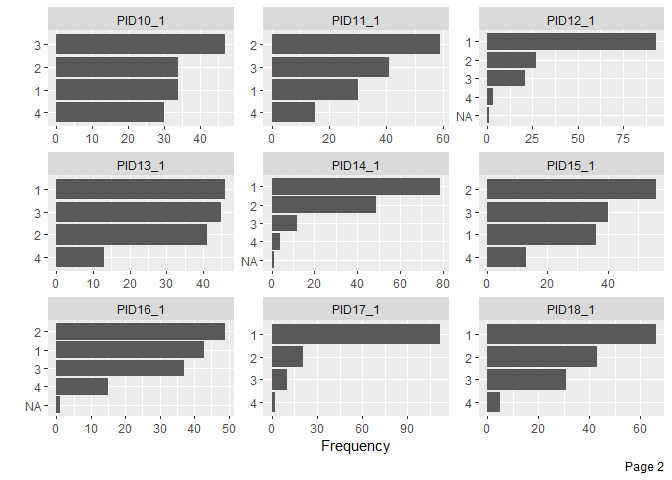 PID10_1 PID11_1 PID12_1
3 2 1
2 3 2
1 1 3
4 4 4
NA
0 10 20 30 40 0 20 40 60 0 25 50 75
PID13_1 PID14_1 PID15_1
1 1 2
3 2 3
2 3 1
4 4 4
NA
0 10 20 30 40 0 20 40 60 80 0 20 40
PID16_1 PID17_1 PID18_1
2 1 1
1 2 2
3 3 3
4 4 4
NA
0 10 20 30 40 50 0 30 60 90 0 20 40 60
Frequency
Page 2